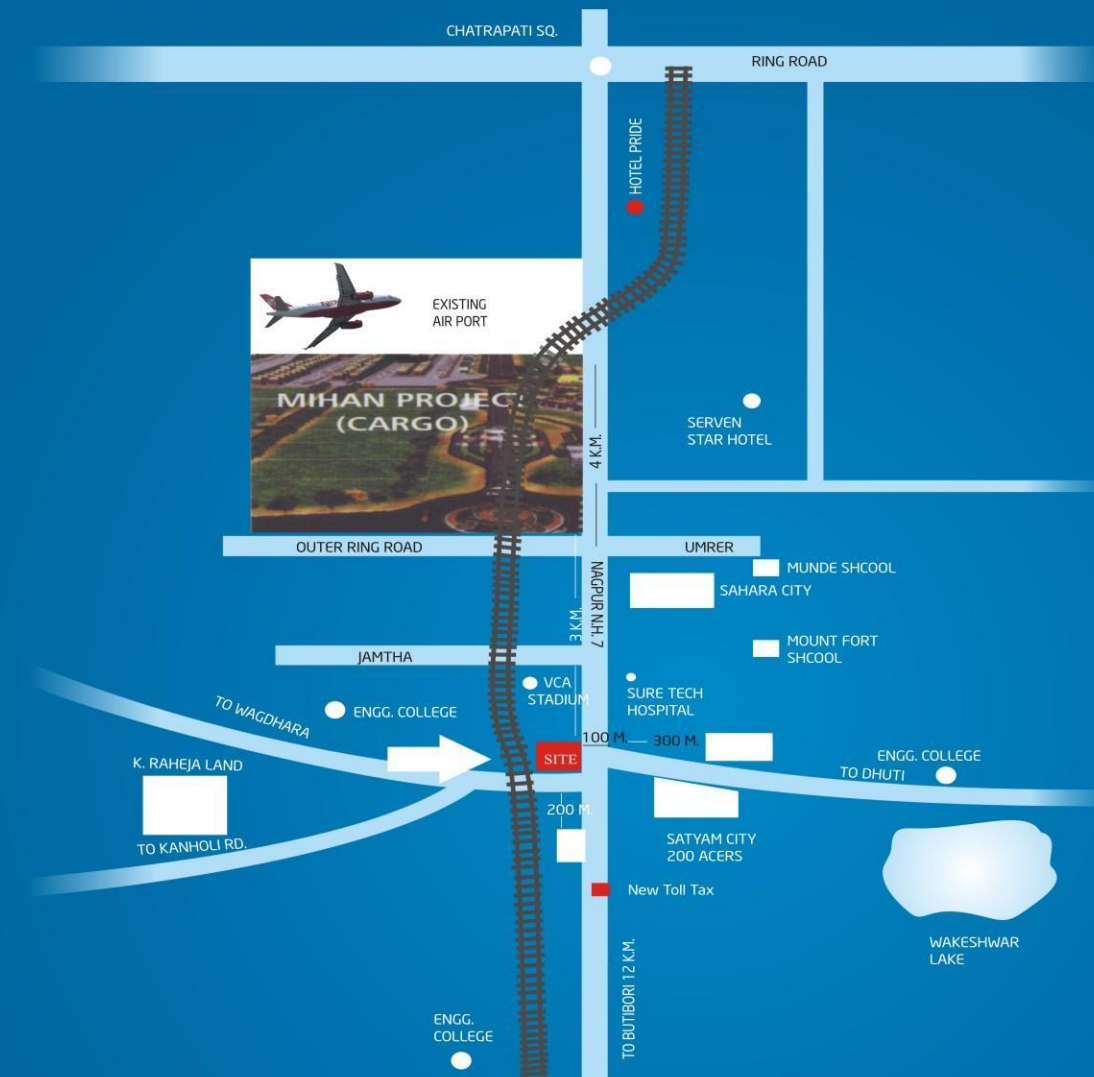 CHATRAPATI SQ.
RING ROAD
HOTEL PRIDE
EXISTING
AIR PORT
MIHAN PROJECT
(CARGO)
SERVEN
STAR HOTEL
4 K.M.
OUTER RING ROAD
UMRER
NAGPUR N.H. 7
3 K.M.
MUNDE SHCOOL
SAHARA CITY
MOUNT FORT
SHCOOL
JAMTHA
VCA
STADIUM
SURE TECH
HOSPITAL
TO WAGDHARA
ENGG. COLLEGE
100 M.
300 M.
SITE
K. RAHEJA LAND
ENGG. COLLEGE
TO DHUTI
200 M.
TO KANHOLI RD.
SATYAM CITY
200 ACERS
New Toll Tax
WAKESHWAR
LAKE
TO BUTIBORI 12 K.M.
ENGG.
COLLEGE